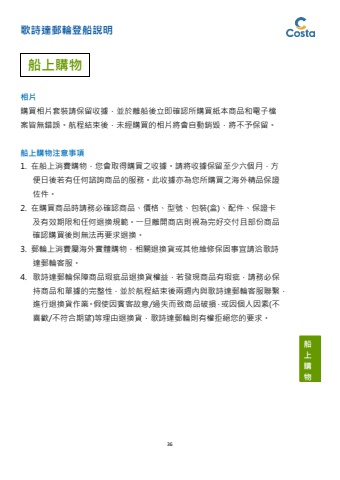 歌詩達郵輪登船說明
Costa
船上購物
相片
購買相片套裝請保留收據，並於離船後立即確認所購買紙本商品和電子檔
案皆無錯誤。航程結束後，未經購買的相片將會自動銷毀，將不予保留。
船上購物注意事項
1. 在船上消費購物，您會取得購買之收據。請將收據保留至少六個月，方
便日後若有任何諮詢商品的服務。此收據亦為您所購買之海外精品保證
佐件。
2. 在購買商品時請務必確認商品、價格、型號、包裝(盒)、配件、保證卡
及有效期限和任何退換規範。一旦離開商店則視為完好交付且部份商品
確認購買後則無法再要求退換。
3. 郵輪上消費屬海外實體購物，相關退換貨或其他維修保固事宜請洽歌詩
達郵輪客服。
4. 歌詩達郵輪保障商品瑕疵品退換貨權益，若發現商品有瑕疵，請務必保
持商品和單據的完整性，並於航程結束後兩週內與歌詩達郵輪客服聯繫，
進行退換貨作業。假使因賓客故意/過失而致商品破損，或因個人因素(不
喜歡/不符合期望)等理由退換貨，歌詩達郵輪則有權拒絕您的要求。
船
上
購
物
36